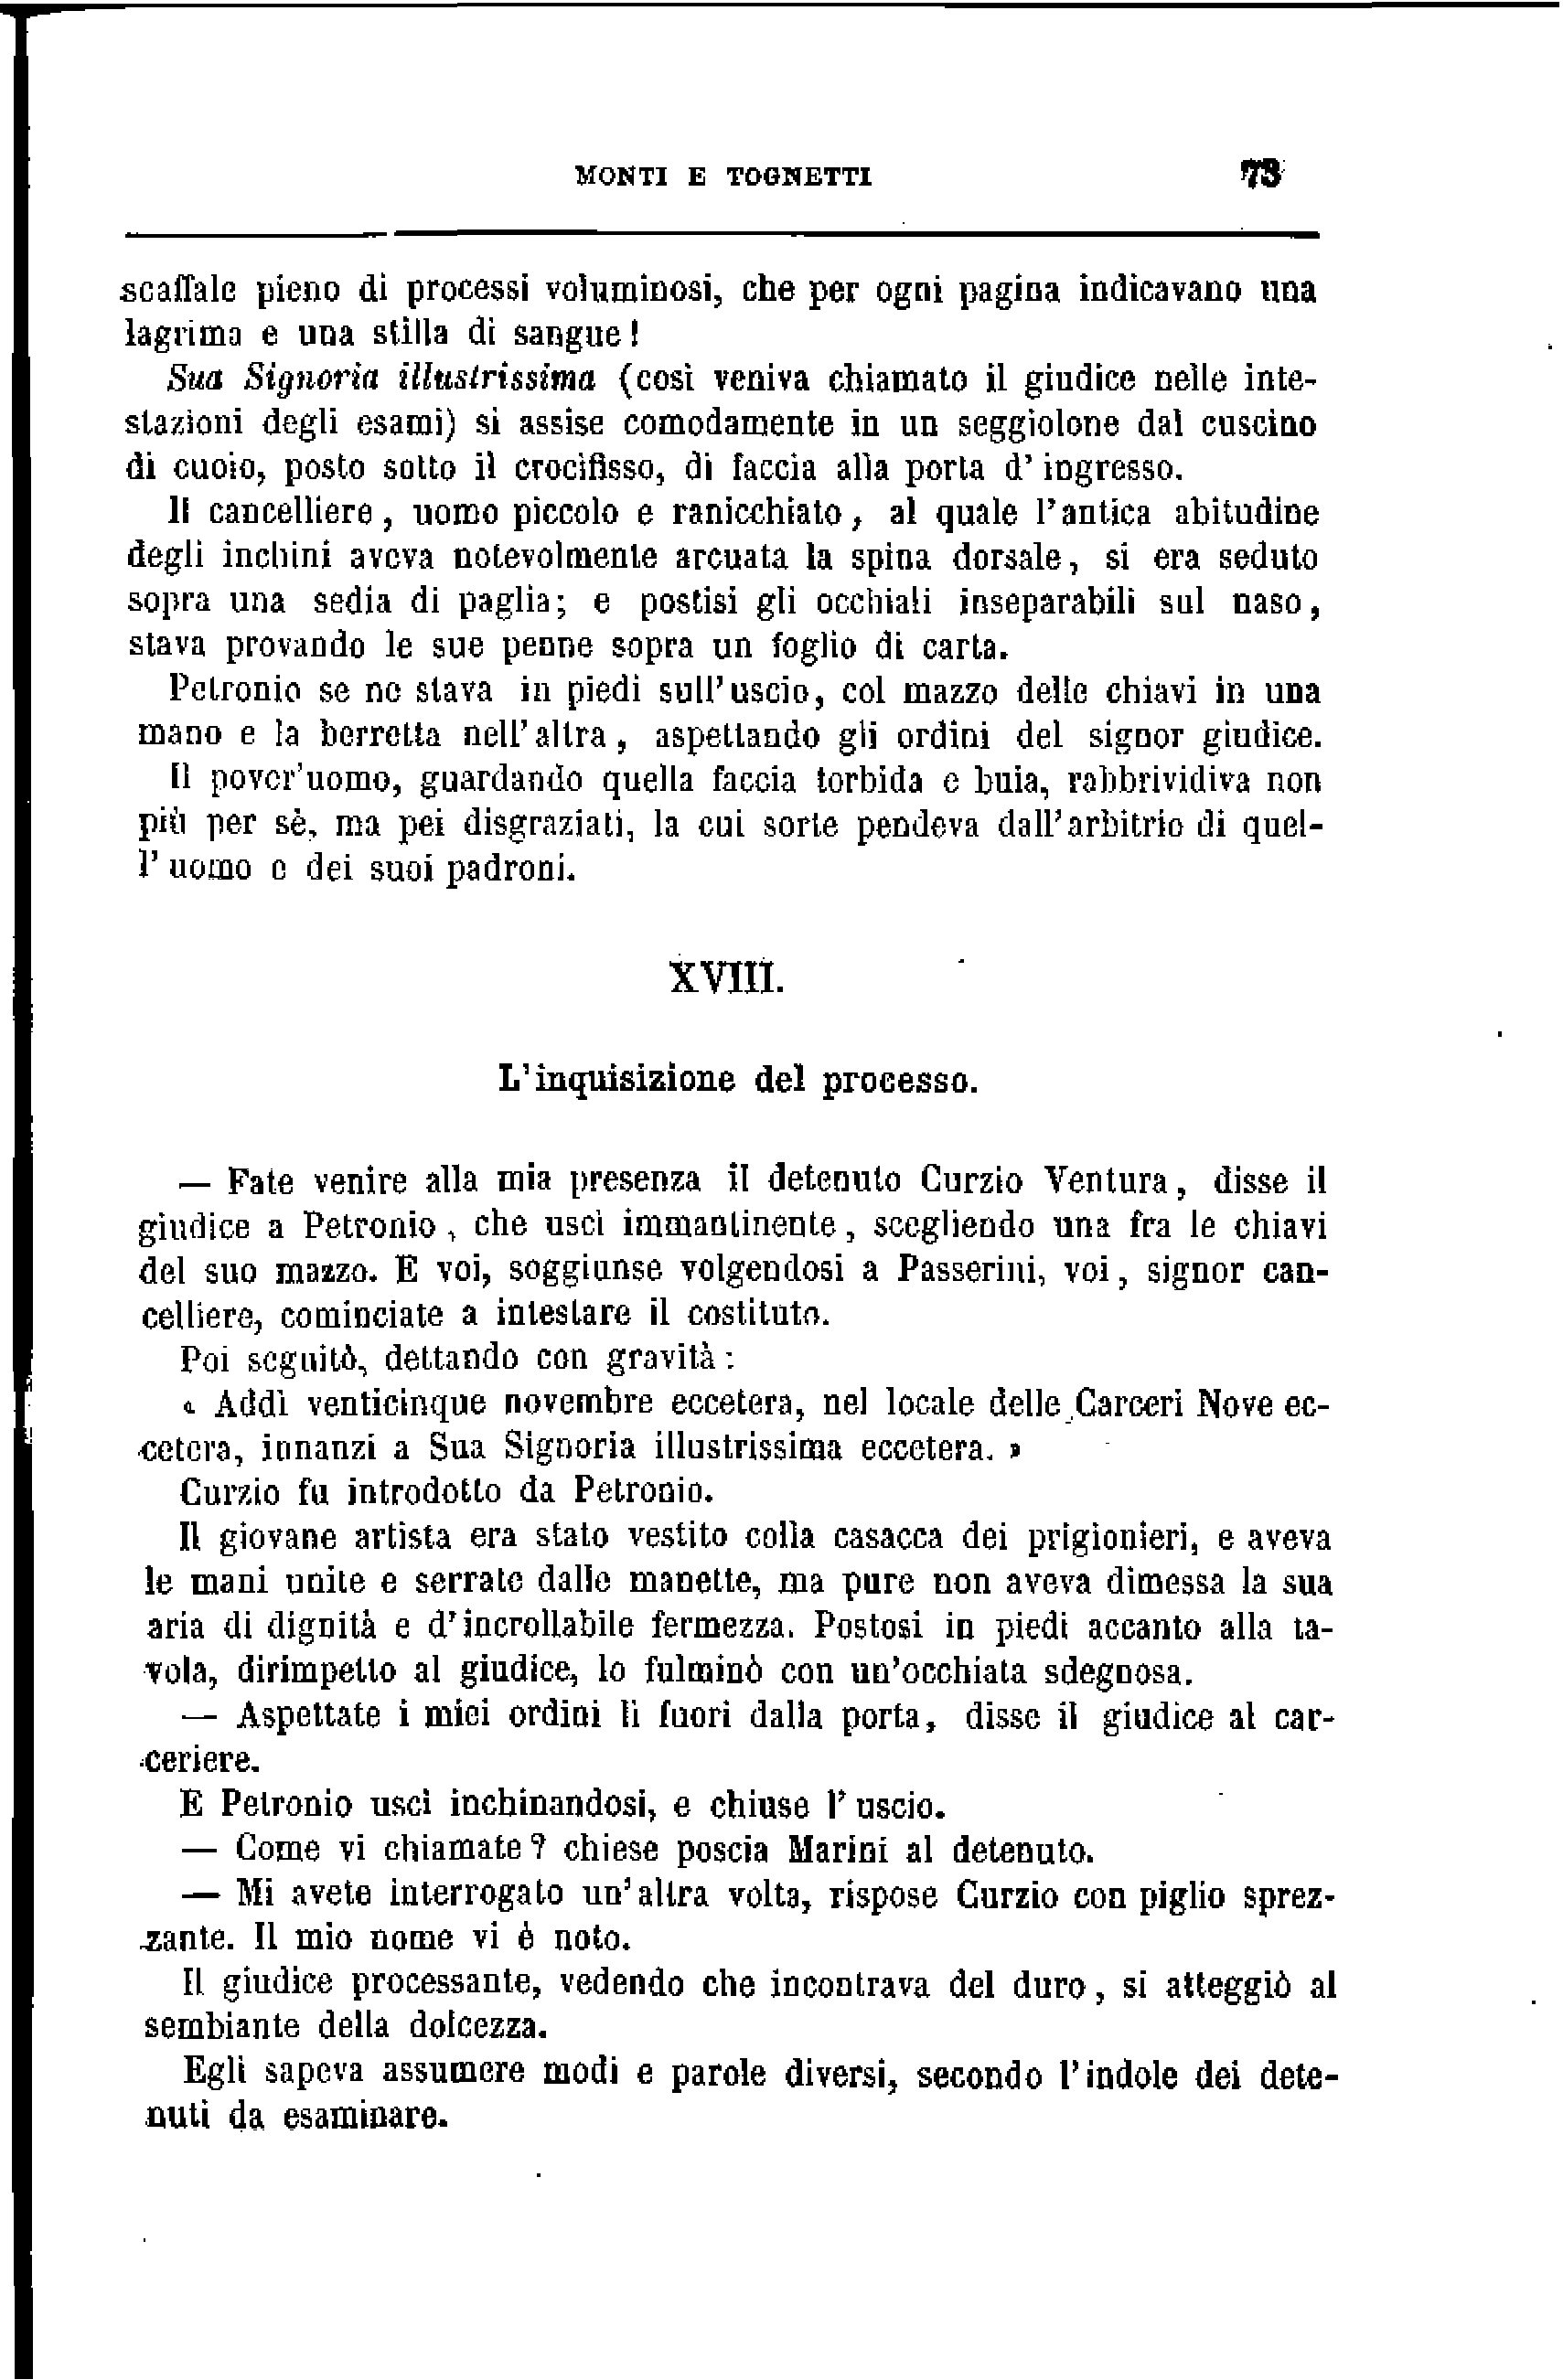 MONTI E TOGNETTI 73
scaffale pieno di processi voluminosi, che per ogni pagina indicavano una
lagrima e una stilla di sangue!
Sua Signoria illustrissima (così veniva chiamato il giudice nelle inte-
stazioni degli esami) si assise comodamente in un seggiolone dal cuscino
di cuoio, posto sotto il crocifisso, di faccia alla porta d' ingresso.
Il cancelliere, uomo piccolo e ranicchiato, al quale l'antica abitudine
degli inchini aveva notevolmente arcuata la spina dorsale, si era seduto
sopra una sedia di paglia; e postisi gli occhiali inseparabili sul naso,
stava provando le sue penne sopra un foglio di carta.
Petronio se ne stava in piedi sull'uscio, col mazzo delle chiavi in una
mano e la berretta nell'altra, aspettando gli ordini del signor giudice.
Il pover'uomo, guardando quella faccia torbida e buia, rabbrividiva non
più per sè, ma pei disgraziati, la cui sorte pendeva dall'arbitrio di quel-
l' uomo e dei suoi padroni.
XVIII.
L'inquisizione del processo.
— Fate venire alla mia presenza il detenuto Curzio Ventura, disse il
giudice a Petronio, che uscì immantinente, scegliendo una fra le chiavi
del suo mazzo. E voi, soggiunse volgendosi a Passerini, voi, signor can-
celliere, cominciate a intestare il costituto.
Poi seguitò, dettando con gravità:
« Addì venticinque novembre eccetera, nel locale delle Carceri Nove ec-
cetera, innanzi a Sua Signoria illustrissima eccetera. »
Curzio fu introdotto da Petronio.
Il giovane artista era stato vestito colla casacca dei prigionieri, e aveva
le mani unite e serrate dalle manette, ma pure non aveva dimessa la sua
aria di dignità e d'incrollabile fermezza. Postosi in piedi accanto alla ta-
vola, dirimpetto al giudice, lo fulminò con un'occhiata sdegnosa.
— Aspettate i miei ordini lì fuori dalla porta, disse il giudice al car-
ceriere.
E Petronio uscì inchinandosi, e chiuse l' uscio.
— Come vi chiamate? chiese poscia Marini al detenuto.
— Mi avete interrogato un'altra volta, rispose Curzio con piglio sprez-
zante. Il mio nome vi è noto.
Il giudice processante, vedendo che incontrava del duro, si atteggiò al
sembiante della dolcezza.
Egli sapeva assumere modi e parole diversi, secondo l'indole dei dete-
nuti da esaminare.